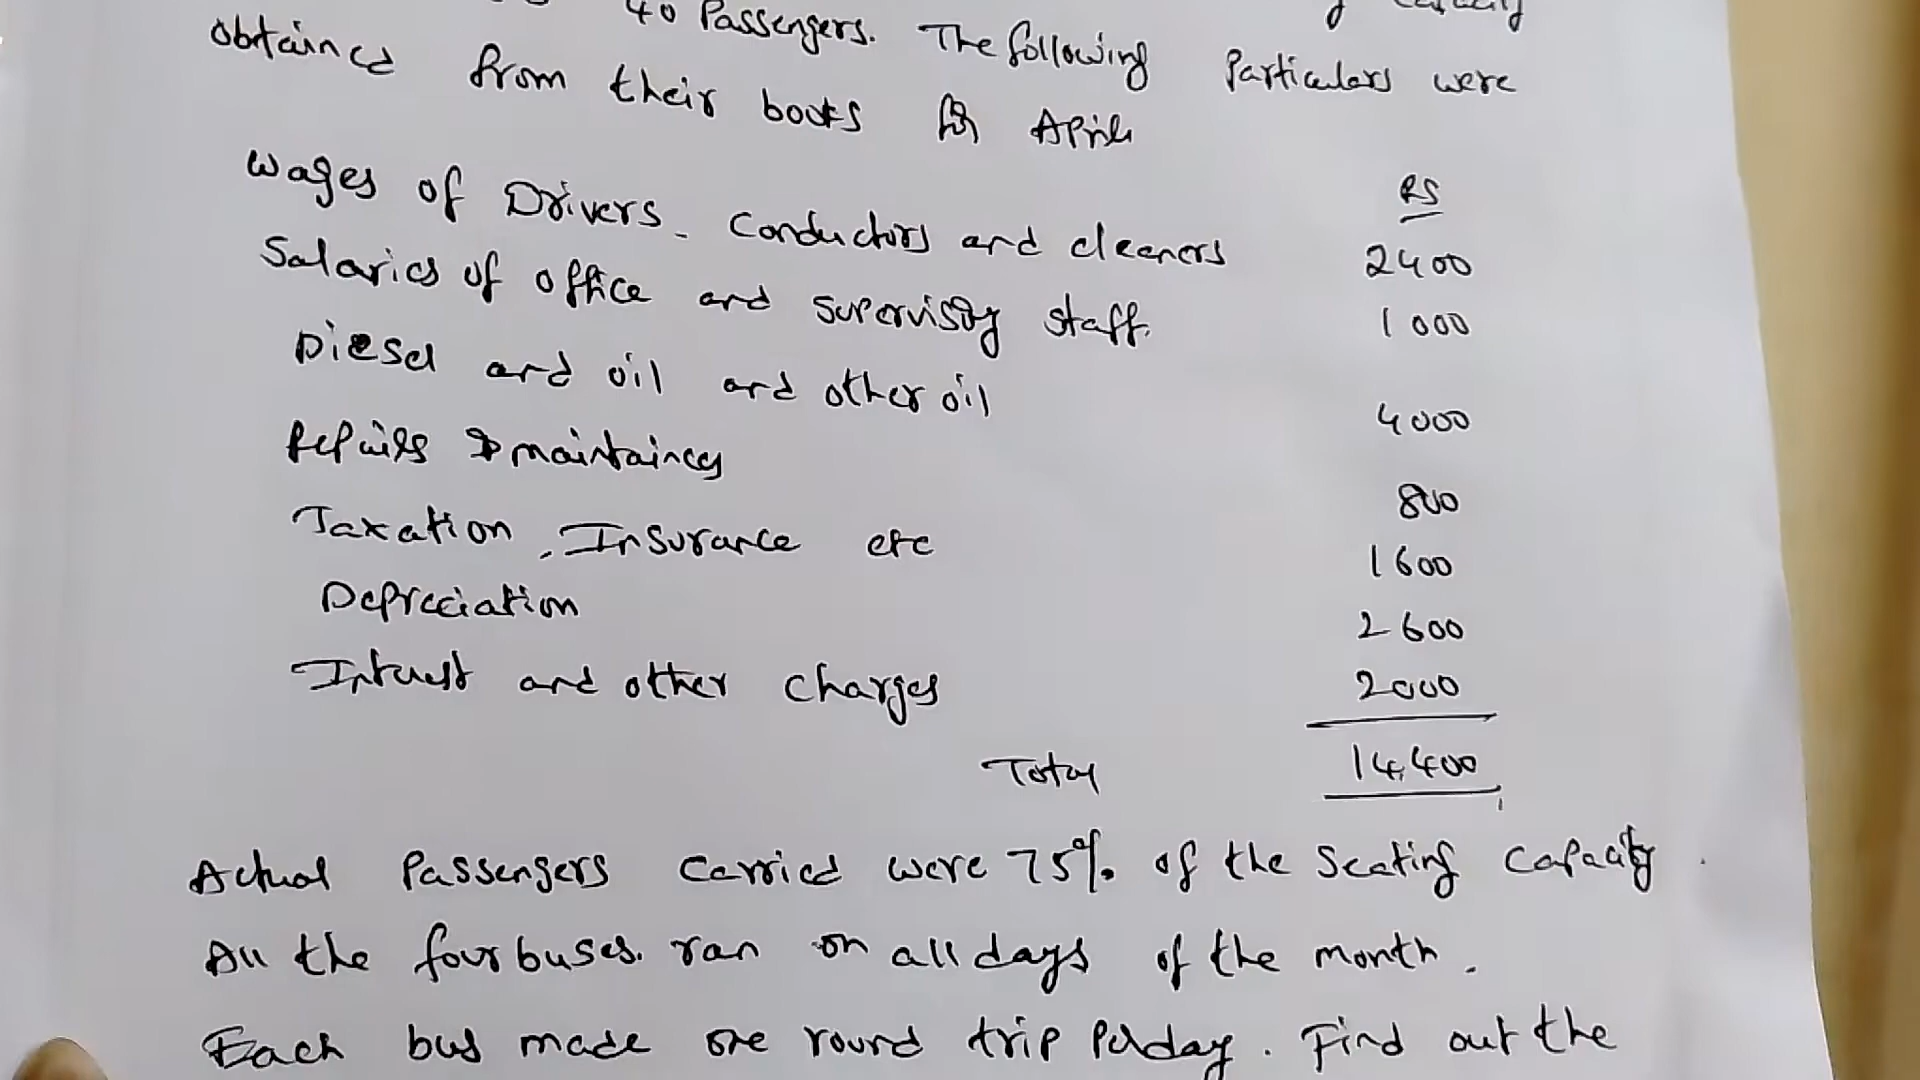 40 Passengers. The following
obtained from their books for April Particulars were
Rs
Wages of Drivers - Conductors and cleaners 2400
Salaries of office and supervisory staff. 1000
Diesel and oil and other oil 4000
Repairs & maintaincy 800
Taxation, Insurance etc 1600
Depreciation 2600
Interest and other charges 2000
Total 14,400
Actual Passengers carried were 75% of the Seating Capacity.
All the four buses. ran on all days of the month.
Each bus made one round trip Per day. Find out the